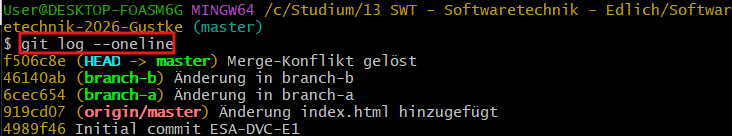 User@DESKTOP-FOASM6G MINGW64 /c/Studium/13 SWT - Softwaretechnik - Edlich/Softwar
etechnik-2026-Gustke (master)
$ git log --oneline
f506c8e (HEAD -> master) Merge-Konflikt gelöst
46140ab (branch-b) Änderung in branch-b
6cec654 (branch-a) Änderung in branch-a
919cd07 (origin/master) Änderung index.html hinzugefügt
4989f46 Initial commit ESA-DVC-E1